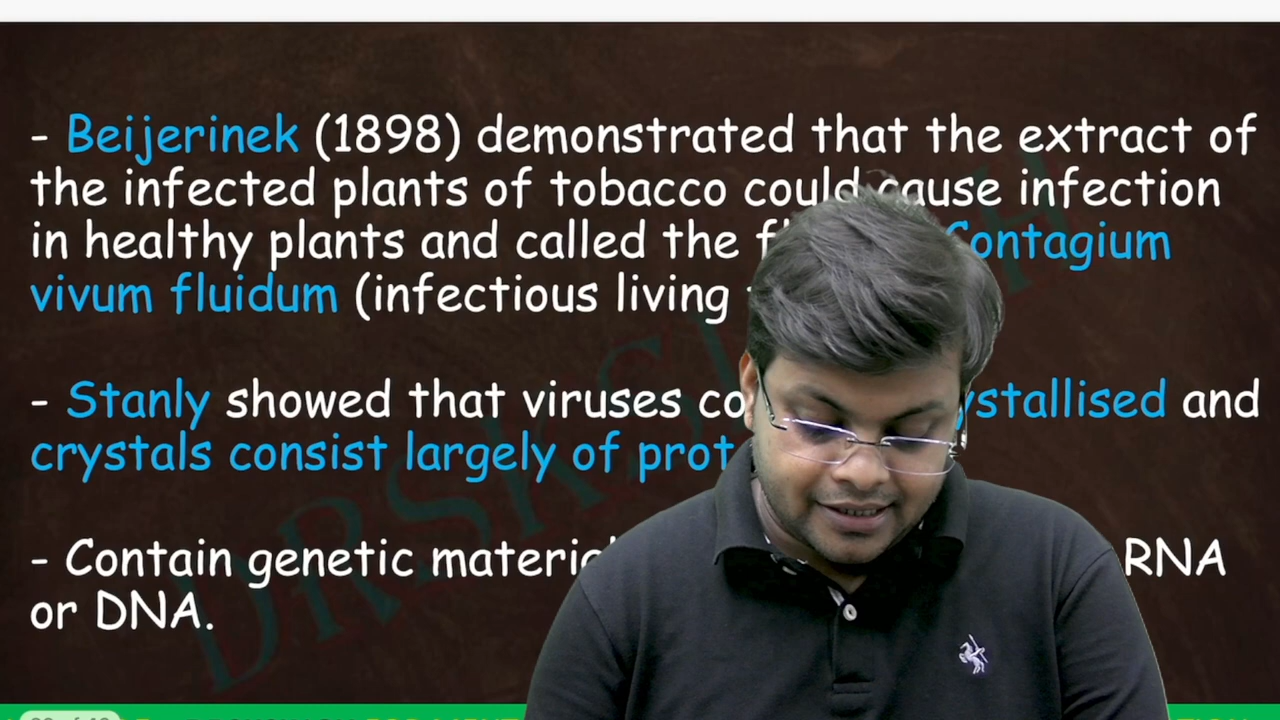 - Beijerinek (1898) demonstrated that the extract of
the infected plants of tobacco could cause infection
in healthy plants and called the Contagium
vivum fluidum (infectious living
- Stanly showed that viruses and
crystals consist largely of
- Contain genetic RNA
or DNA.